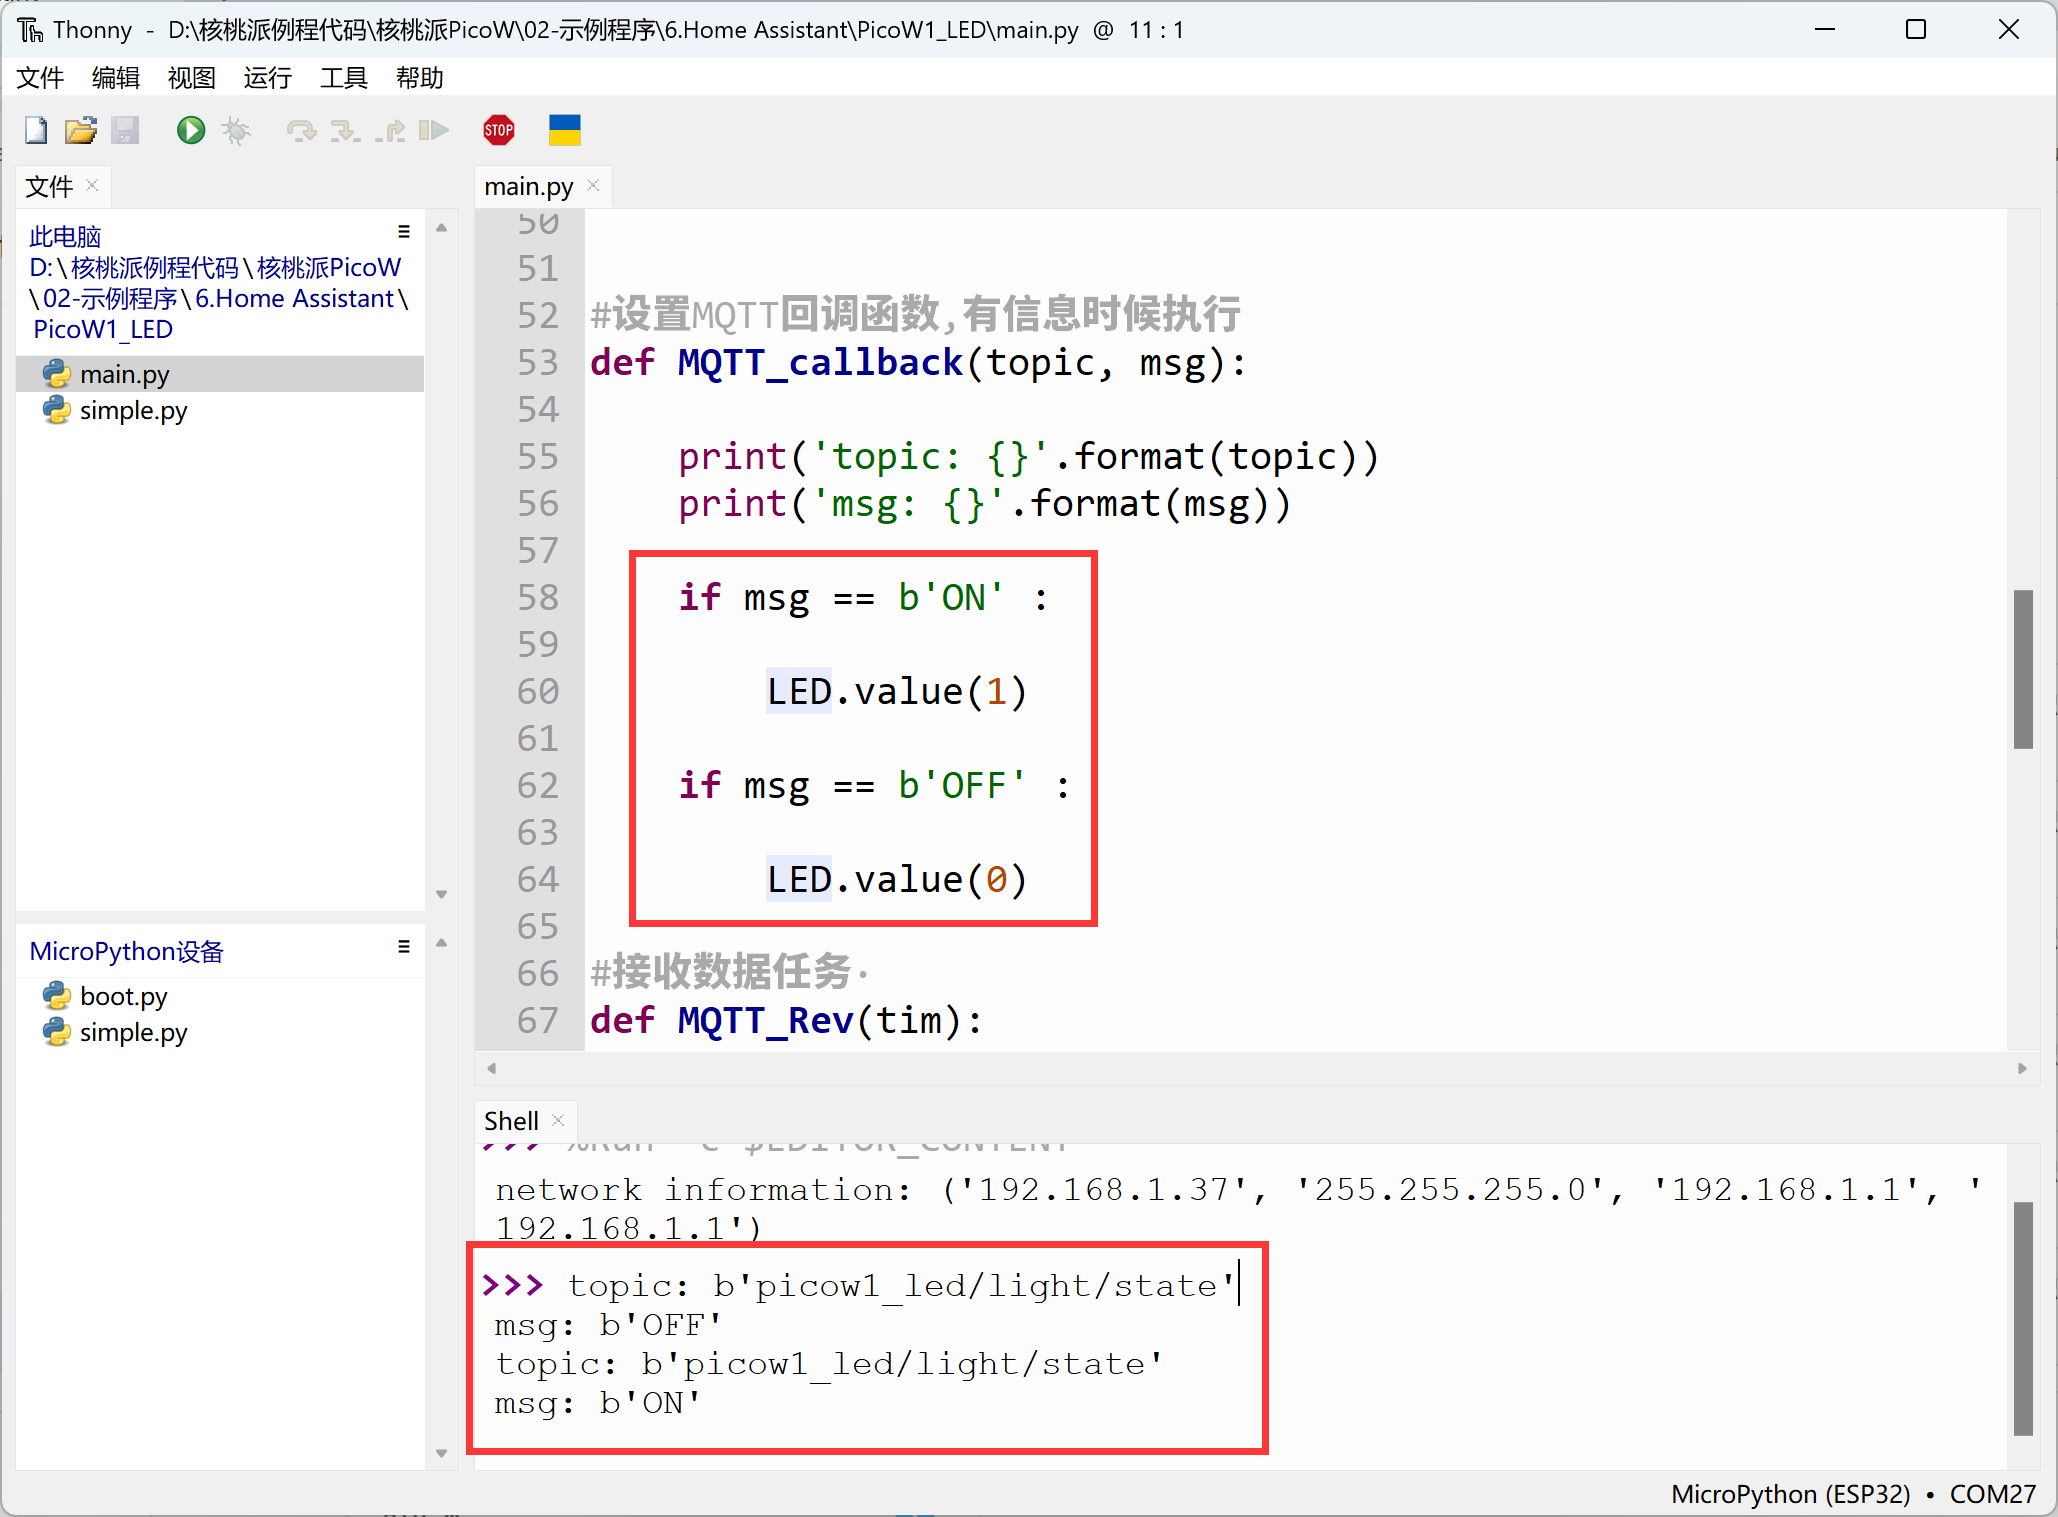 Thonny - D:\核桃派例程代码\核桃派PicoW\02-示例程序\6.Home Assistant\PicoW1_LED\main.py @ 11 : 1
文件 编辑 视图 运行 工具 帮助
STOP
文件
此电脑
D:\核桃派例程代码\核桃派PicoW
\02-示例程序\6.Home Assistant\
PicoW1_LED
main.py
simple.py
MicroPython设备
boot.py
simple.py
main.py
50
51
52 #设置MQTT回调函数,有信息时候执行
53 def MQTT_callback(topic, msg):
54
55     print('topic: {}'.format(topic))
56     print('msg: {}'.format(msg))
57
58     if msg == b'ON' :
59
60         LED.value(1)
61
62     if msg == b'OFF' :
63
64         LED.value(0)
65
66 #接收数据任务·
67 def MQTT_Rev(tim):
Shell
>>> %Run -c $EDITOR_CONTENT
network information: ('192.168.1.37', '255.255.255.0', '192.168.1.1', '
192.168.1.1')
>>> topic: b'picow1_led/light/state'
msg: b'OFF'
topic: b'picow1_led/light/state'
msg: b'ON'
MicroPython (ESP32) • COM27